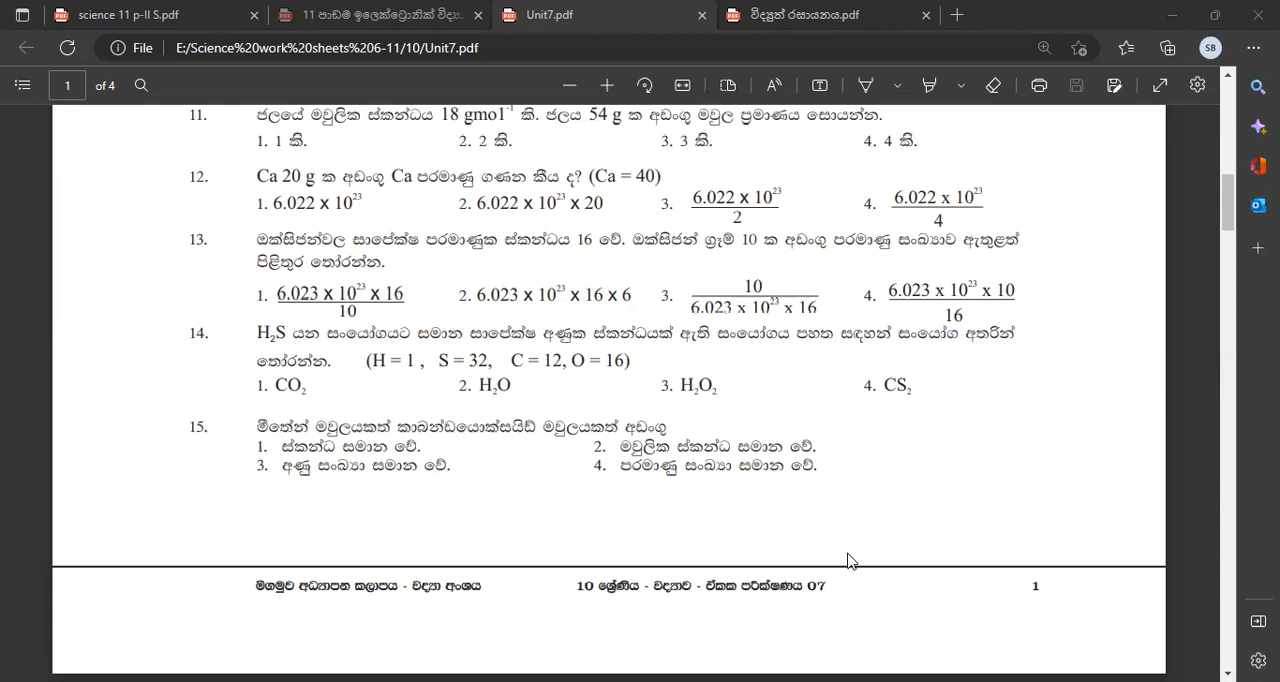 science 11 p-II S.pdf 11 පාඩම ඉලෙක්ට්‍රොනික් විද්‍යා Unit7.pdf විද්‍යුත් රසායනය.pdf
File E:/Science%20work%20sheets%206-11/10/Unit7.pdf SB
1 of 4
11. ජලයේ මවුලික ස්කන්ධය 18 gmol⁻¹ කි. ජලය 54 g ක අඩංගු මවුල ප්‍රමාණය සොයන්න.
1. 1 කි. 2. 2 කි. 3. 3 කි. 4. 4 කි.
12. Ca 20 g ක අඩංගු Ca පරමාණු ගණන කීය ද? (Ca = 40)
1. 6.022 x 10²³ 2. 6.022 x 10²³ x 20 3. 6.022 x 10²³ / 2 4. 6.022 x 10²³ / 4
13. ඔක්සිජන්වල සාපේක්ෂ පරමාණුක ස්කන්ධය 16 වේ. ඔක්සිජන් ග්‍රෑම් 10 ක අඩංගු පරමාණු සංඛ්‍යාව ඇතුළත්
පිළිතුර තෝරන්න.
1. 6.023 x 10²³ x 16 / 10 2. 6.023 x 10²³ x 16 x 6 3. 10 / 6.023 x 10²³ x 16 4. 6.023 x 10²³ x 10 / 16
14. H₂S යන සංයෝගයට සමාන සාපේක්ෂ අණුක ස්කන්ධයක් ඇති සංයෝගය පහත සඳහන් සංයෝග අතරින්
තෝරන්න. (H = 1 , S = 32, C = 12, O = 16)
1. CO₂ 2. H₂O 3. H₂O₂ 4. CS₂
15. මීතේන් මවුලයකත් කාබන්ඩයොක්සයිඩ් මවුලයකත් අඩංගු
1. ස්කන්ධ සමාන වේ. 2. මවුලික ස්කන්ධ සමාන වේ.
3. අණු සංඛ්‍යා සමාන වේ. 4. පරමාණු සංඛ්‍යා සමාන වේ.
මිගමුව අධ්‍යාපන කලාපය - විද්‍යා අංශය 10 ශ්‍රේණිය - විද්‍යාව - ඒකක පරීක්ෂණය 07 1